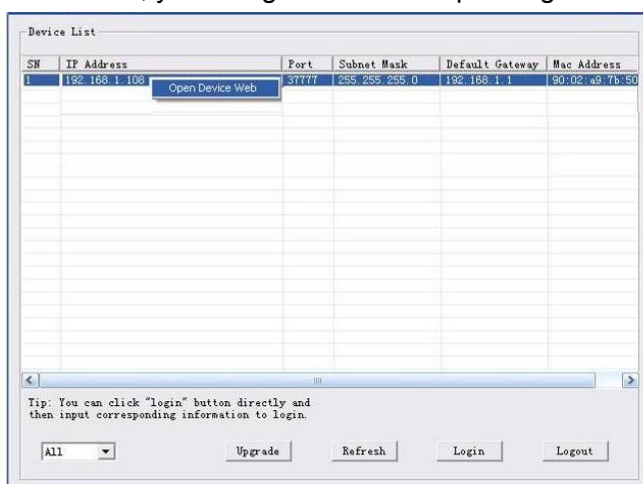 Device List
SN IP Address Port Subnet Mask Default Gateway Mac Address
1 192.168.1.108 37777 255.255.255.0 192.168.1.1 90:02:a9:7b:50
Open Device Web
Tip: You can click "login" button directly and
then input corresponding information to login.
All Upgrade Refresh Login Logout